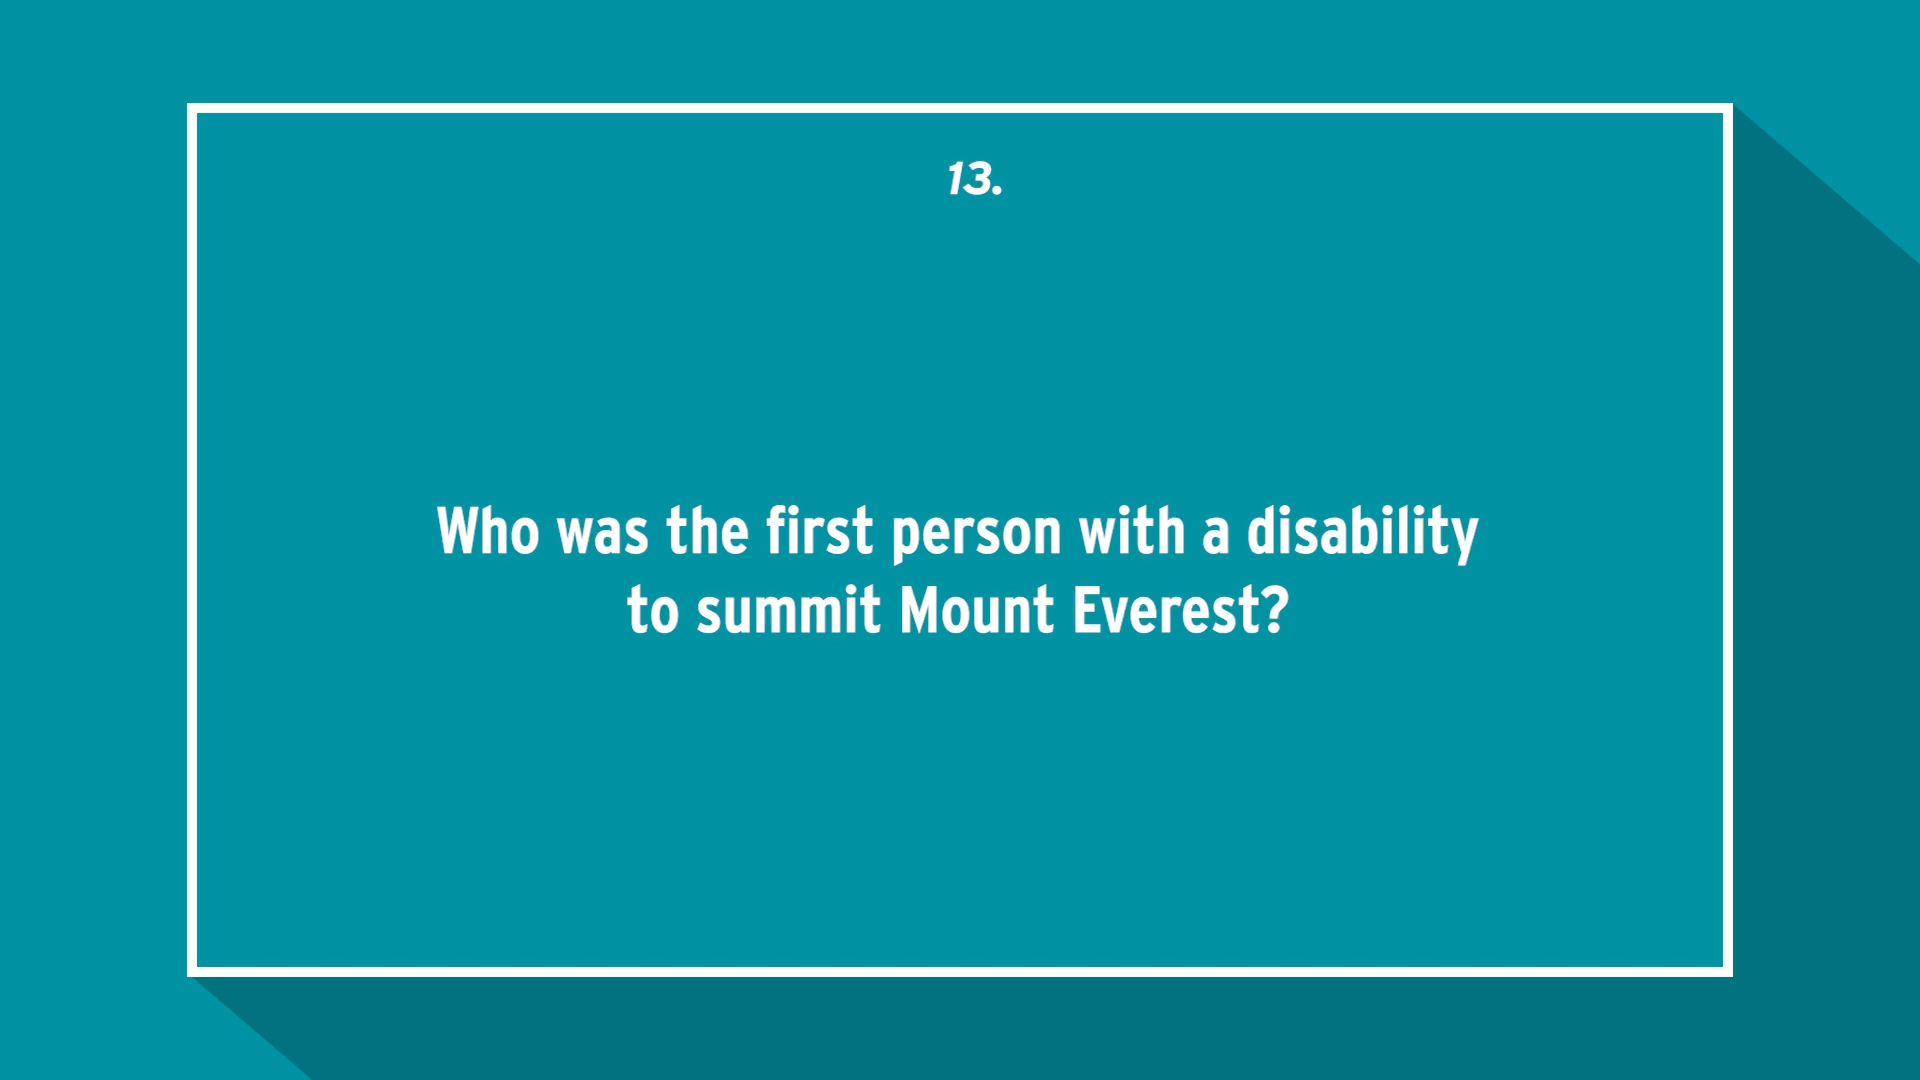 13.
Who was the first person with a disability
to summit Mount Everest?